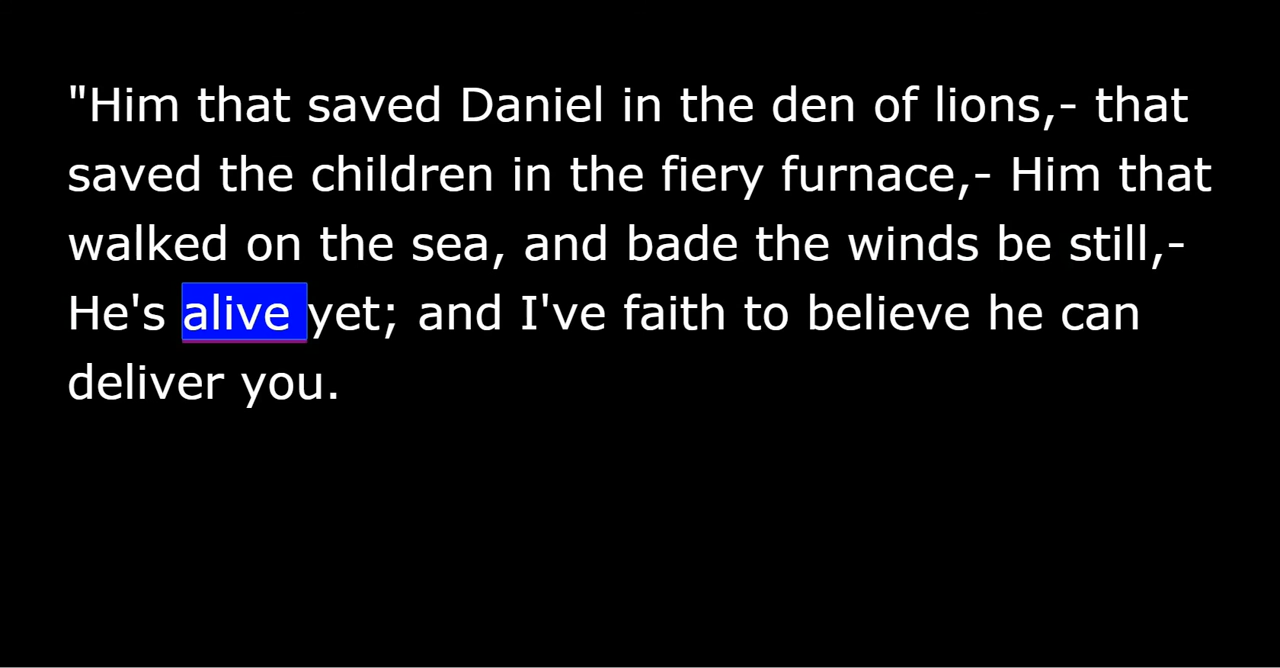 "Him that saved Daniel in the den of lions,- that
saved the children in the fiery furnace,- Him that
walked on the sea, and bade the winds be still,-
He's alive yet; and I've faith to believe he can
deliver you.